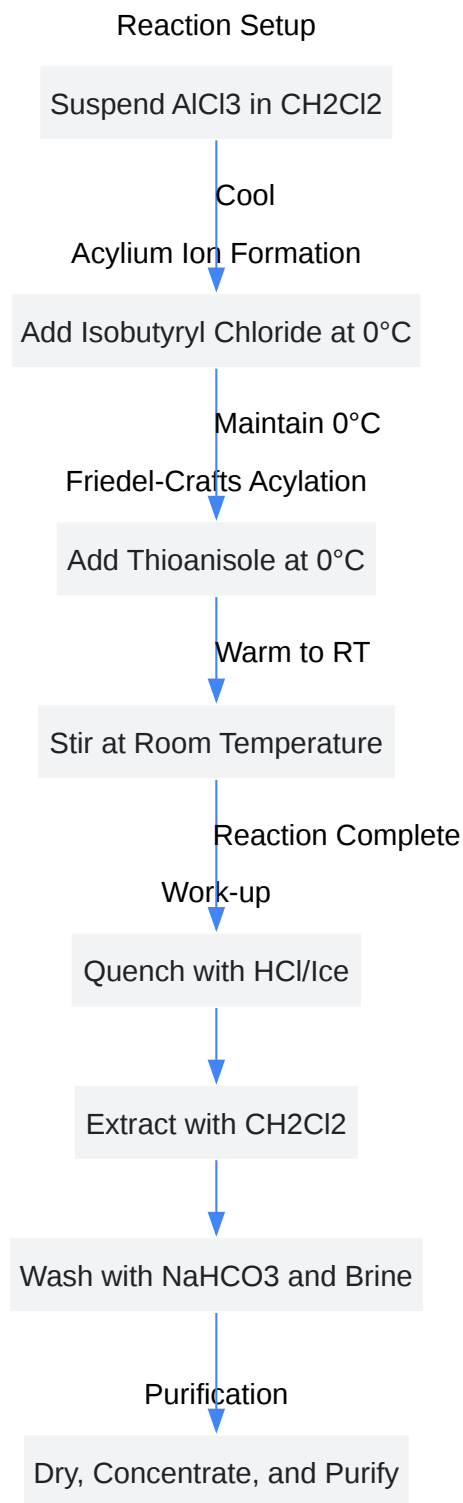 Reaction Setup
Suspend AlCl3 in CH2Cl2
Cool
Acylium Ion Formation
Add Isobutyryl Chloride at 0°C
Maintain 0°C
Friedel-Crafts Acylation
Add Thioanisole at 0°C
Warm to RT
Stir at Room Temperature
Reaction Complete
Work-up
Quench with HCl/Ice
Extract with CH2Cl2
Wash with NaHCO3 and Brine
Purification
Dry, Concentrate, and Purify